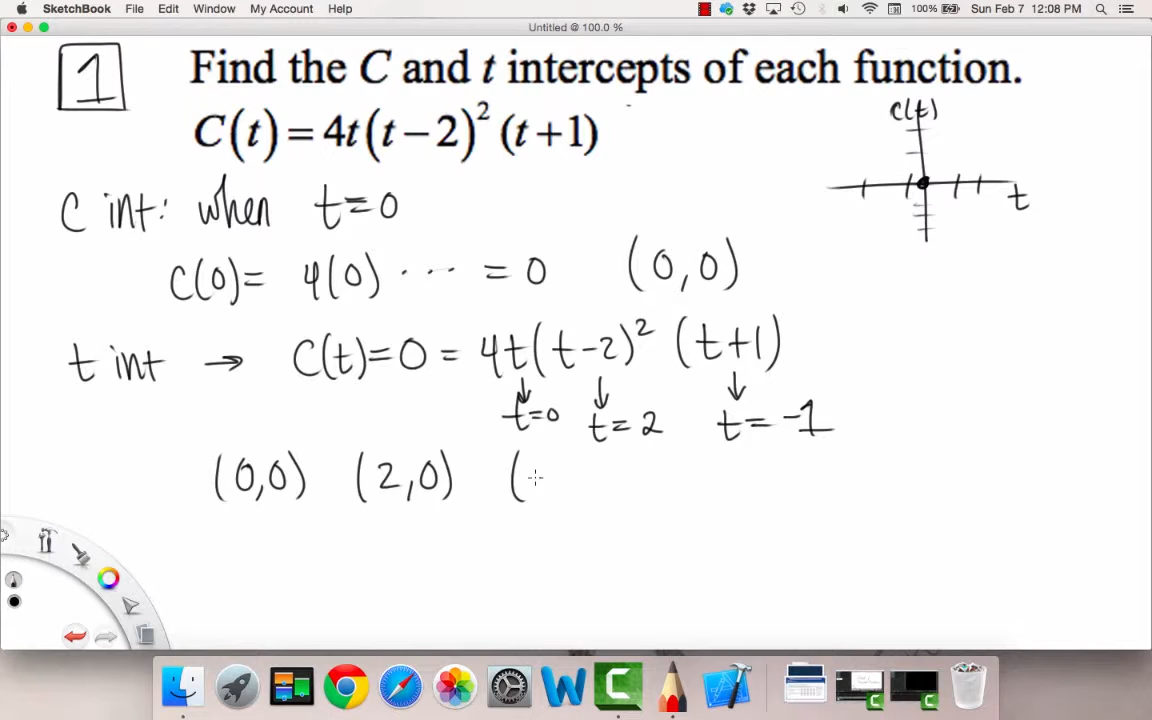 SketchBook File Edit Window My Account Help 100% Sun Feb 7 12:08 PM
Untitled @ 100.0 %
1 Find the C and t intercepts of each function.
C(t) = 4t(t−2)² (t+1)
C(t)
t
C int: when t=0
C(0)= 4(0) ··· ··· = 0 (0,0)
t int → C(t)=0 = 4t(t-2)² (t+1)
↓ ↓ ↓
t=0 t=2 t=-1
(0,0) (2,0) (
W C
C C